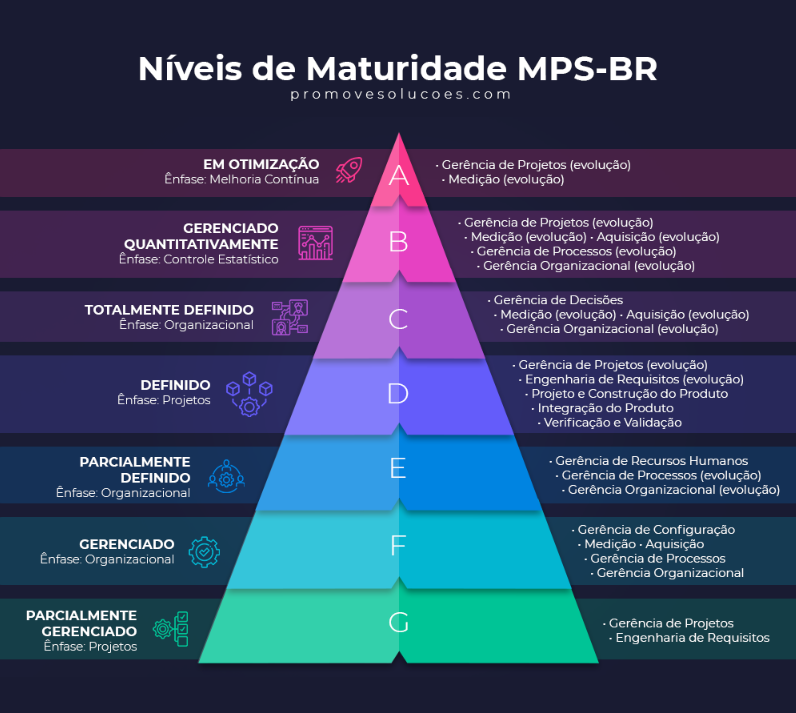 Níveis de Maturidade MPS-BR
promovesolucoes.com
EM OTIMIZAÇÃO
Ênfase: Melhoria Contínua
A
· Gerência de Projetos (evolução)
· Medição (evolução)
GERENCIADO
QUANTITATIVAMENTE
Ênfase: Controle Estatístico
B
· Gerência de Projetos (evolução)
· Medição (evolução) · Aquisição (evolução)
· Gerência de Processos (evolução)
· Gerência Organizacional (evolução)
TOTALMENTE DEFINIDO
Ênfase: Organizacional
C
· Gerência de Decisões
· Medição (evolução) · Aquisição (evolução)
· Gerência Organizacional (evolução)
DEFINIDO
Ênfase: Projetos
D
· Gerência de Projetos (evolução)
· Engenharia de Requisitos (evolução)
· Projeto e Construção do Produto
· Integração do Produto
· Verificação e Validação
PARCIALMENTE
DEFINIDO
Ênfase: Organizacional
E
· Gerência de Recursos Humanos
· Gerência de Processos (evolução)
· Gerência Organizacional (evolução)
GERENCIADO
Ênfase: Organizacional
F
· Gerência de Configuração
· Medição · Aquisição
· Gerência de Processos
· Gerência Organizacional
PARCIALMENTE
GERENCIADO
Ênfase: Projetos
G
· Gerência de Projetos
· Engenharia de Requisitos